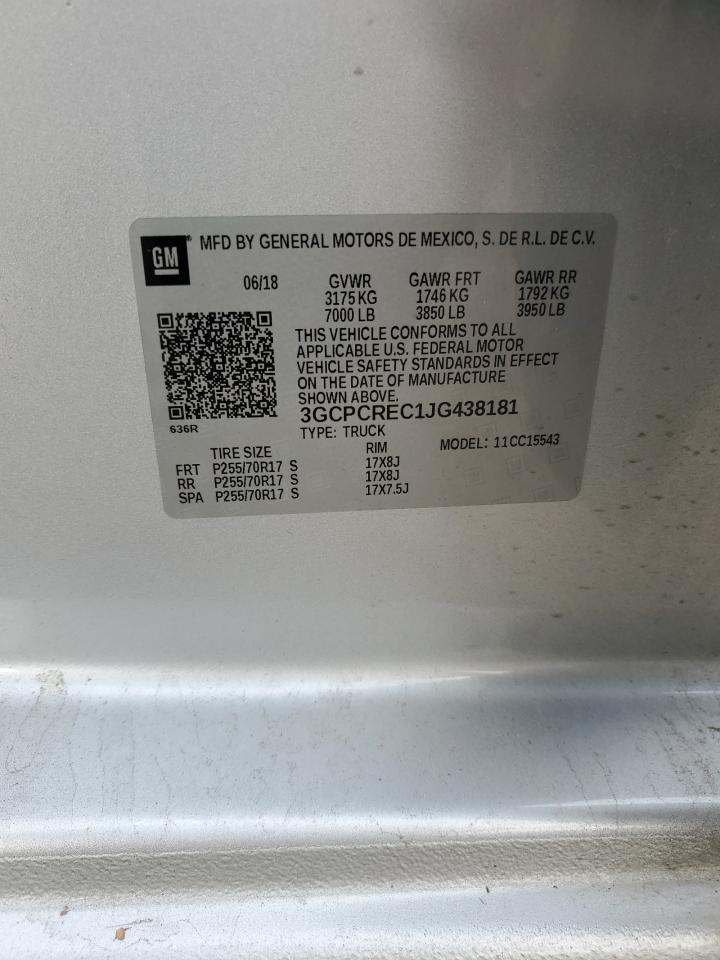 GM ® MFD BY GENERAL MOTORS DE MEXICO, S. DE R.L. DE C.V.
06/18 GVWR GAWR FRT GAWR RR
3175 KG 1746 KG 1792 KG
7000 LB 3850 LB 3950 LB
THIS VEHICLE CONFORMS TO ALL
APPLICABLE U.S. FEDERAL MOTOR
VEHICLE SAFETY STANDARDS IN EFFECT
ON THE DATE OF MANUFACTURE
SHOWN ABOVE.
3GCPCREC1JG438181
636R
TYPE: TRUCK MODEL: 11CC15543
TIRE SIZE RIM
FRT P255/70R17 S 17X8J
RR P255/70R17 S 17X8J
SPA P255/70R17 S 17X7.5J